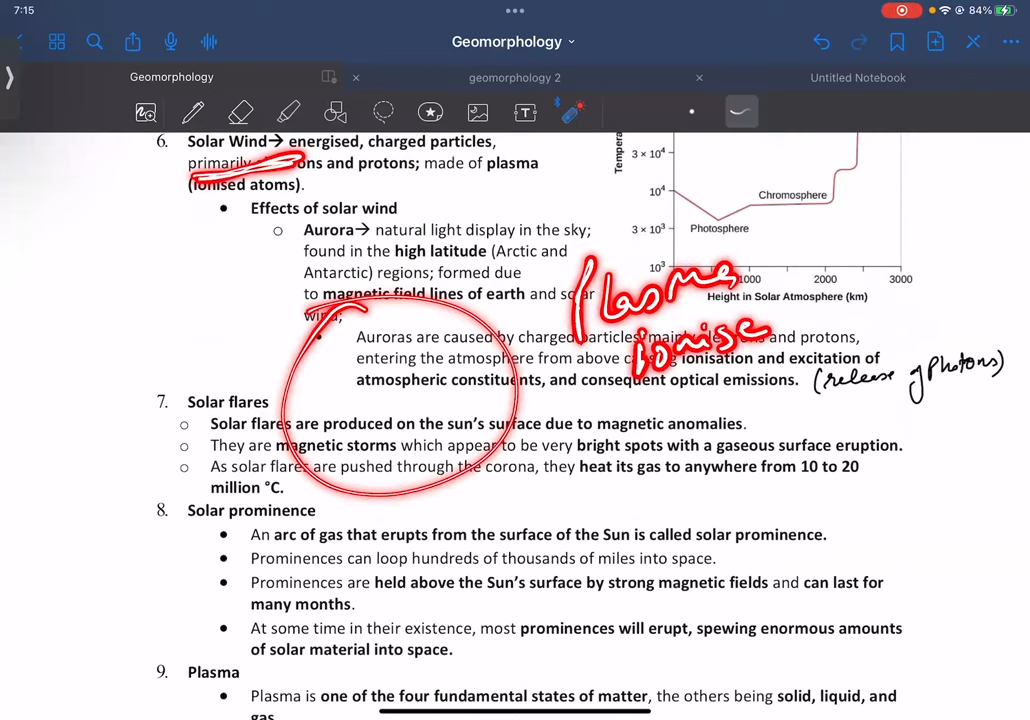 7:15
84%
Geomorphology
Geomorphology
geomorphology 2
Untitled Notebook
6. Solar Wind→ energised, charged particles,
primarily and protons; made of plasma
(ionised atoms).
• Effects of solar wind
o Aurora→ natural light display in the sky;
found in the high latitude (Arctic and
Antarctic) regions; formed due
to magnetic field lines of earth and solar
wind;
Auroras are caused by charged particles, and protons,
entering the atmosphere from above ionisation and excitation of
atmospheric constituents, and consequent optical emissions.
(release of Photons)
Plasma
ionise
3 × 10⁴
10⁴
3 × 10³
10³
Chromosphere
Photosphere
1000
2000
3000
Height in Solar Atmosphere (km)
7. Solar flares
o Solar flares are produced on the sun's surface due to magnetic anomalies.
o They are magnetic storms which appear to be very bright spots with a gaseous surface eruption.
o As solar flares are pushed through the corona, they heat its gas to anywhere from 10 to 20
million °C.
8. Solar prominence
• An arc of gas that erupts from the surface of the Sun is called solar prominence.
• Prominences can loop hundreds of thousands of miles into space.
• Prominences are held above the Sun's surface by strong magnetic fields and can last for
many months.
• At some time in their existence, most prominences will erupt, spewing enormous amounts
of solar material into space.
9. Plasma
• Plasma is one of the four fundamental states of matter, the others being solid, liquid, and
gas